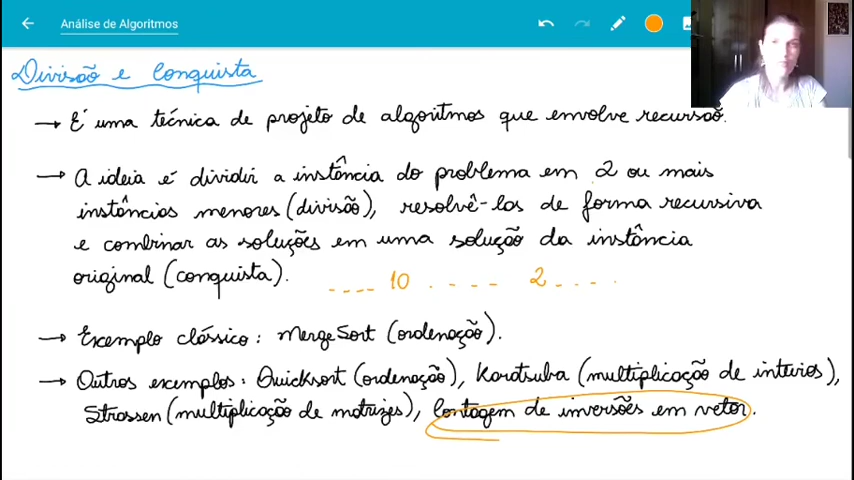 Análise de Algoritmos
Divisão e Conquista
→ É uma técnica de projeto de algoritmos que envolve recursão.
→ A ideia é dividir a instância do problema em 2 ou mais
instâncias menores (divisão), resolvê-las de forma recursiva
e combinar as soluções em uma solução da instância
original (conquista). .... 10 ..... 2 ....
→ Exemplo clássico: MergeSort (ordenação).
→ Outros exemplos: Quicksort (ordenação), Karatsuba (multiplicação de inteiros),
Strassen (multiplicação de matrizes), Contagem de inversões em vetor.